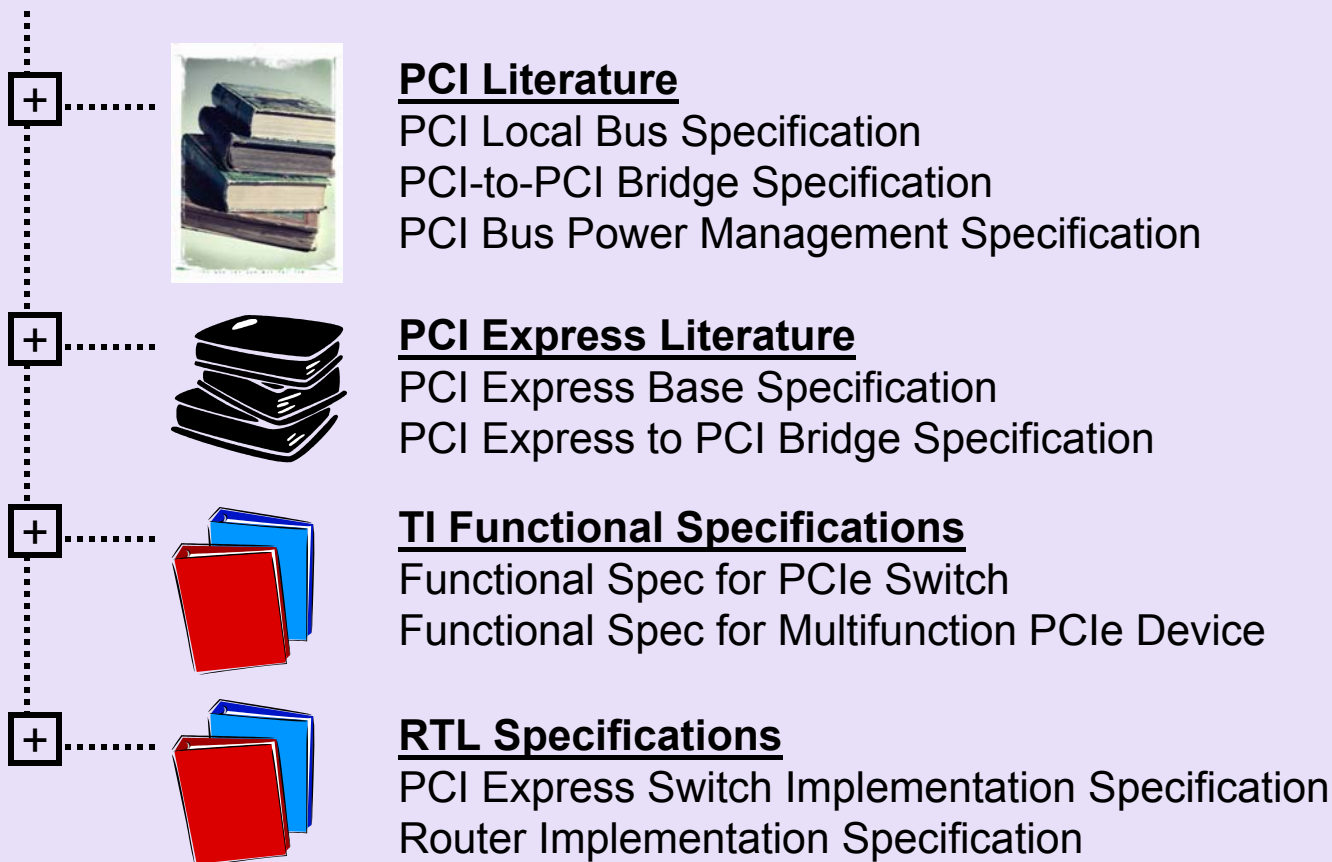 +
PCI Literature
PCI Local Bus Specification
PCI-to-PCI Bridge Specification
PCI Bus Power Management Specification
+
PCI Express Literature
PCI Express Base Specification
PCI Express to PCI Bridge Specification
+
TI Functional Specifications
Functional Spec for PCIe Switch
Functional Spec for Multifunction PCIe Device
+
RTL Specifications
PCI Express Switch Implementation Specification
Router Implementation Specification